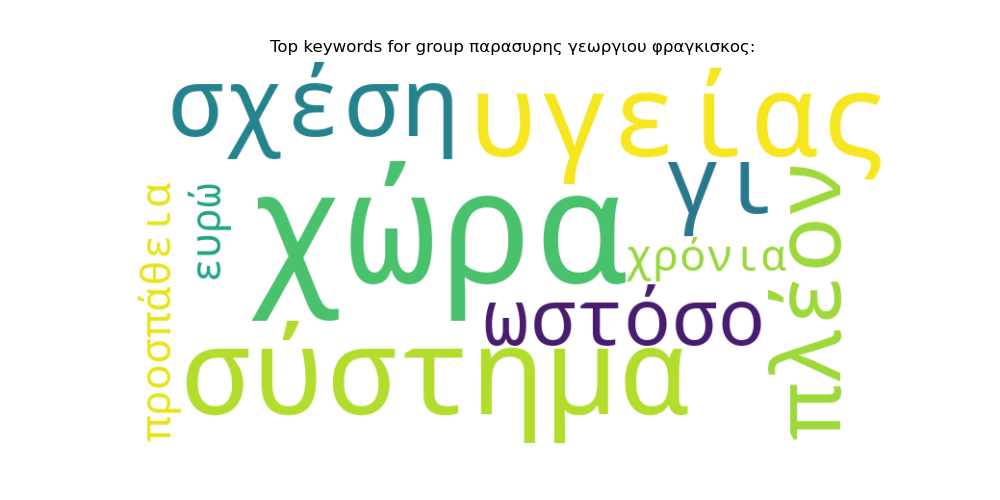 Top keywords for group παρασυρης γεωργιου φραγκισκος:
σχέση
υγείας
χώρα
γι
πλέον
προσπάθεια
ευρώ
χρόνια
ωστόσο
σύστημα